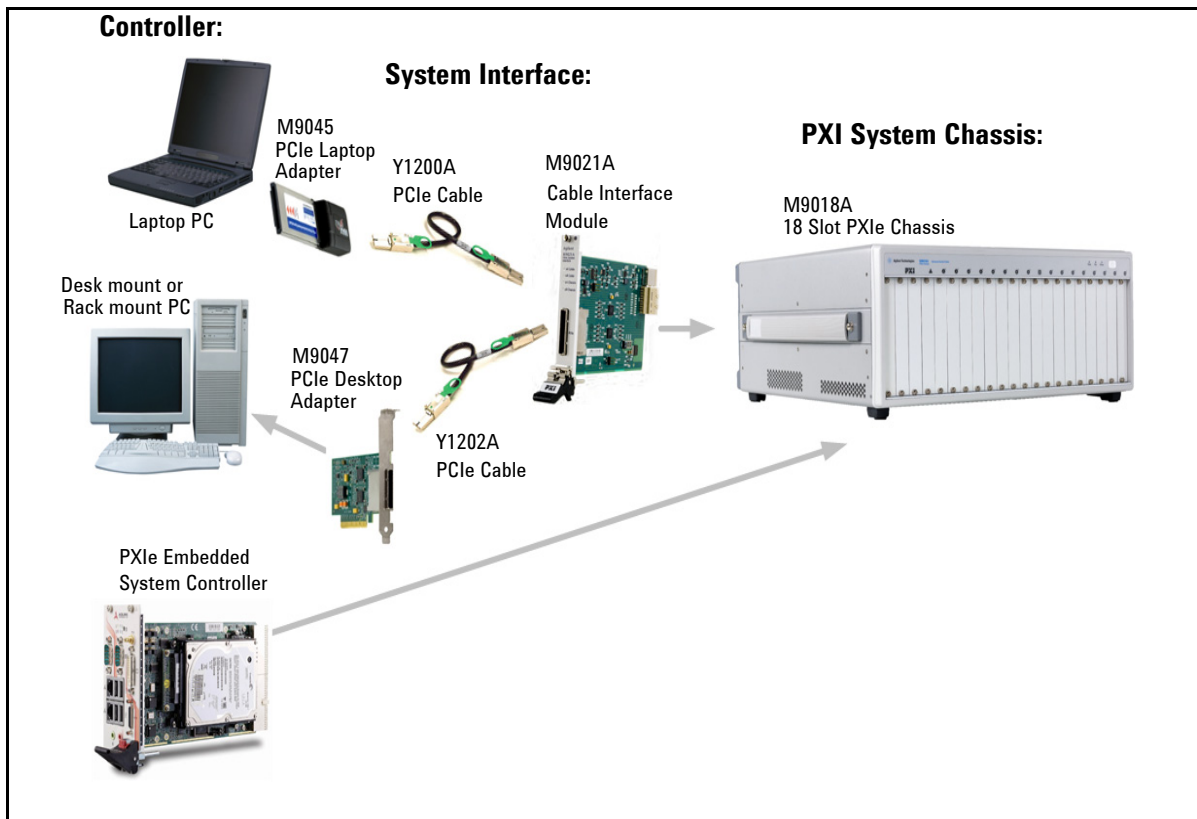 Controller:
System Interface:
PXI System Chassis:
M9045
PCIe Laptop
Adapter
Laptop PC
Y1200A
PCIe Cable
M9021A
Cable Interface
Module
M9018A
18 Slot PXIe Chassis
Desk mount or
Rack mount PC
M9047
PCIe Desktop
Adapter
Y1202A
PCIe Cable
PXIe Embedded
System Controller
PXI
PXI